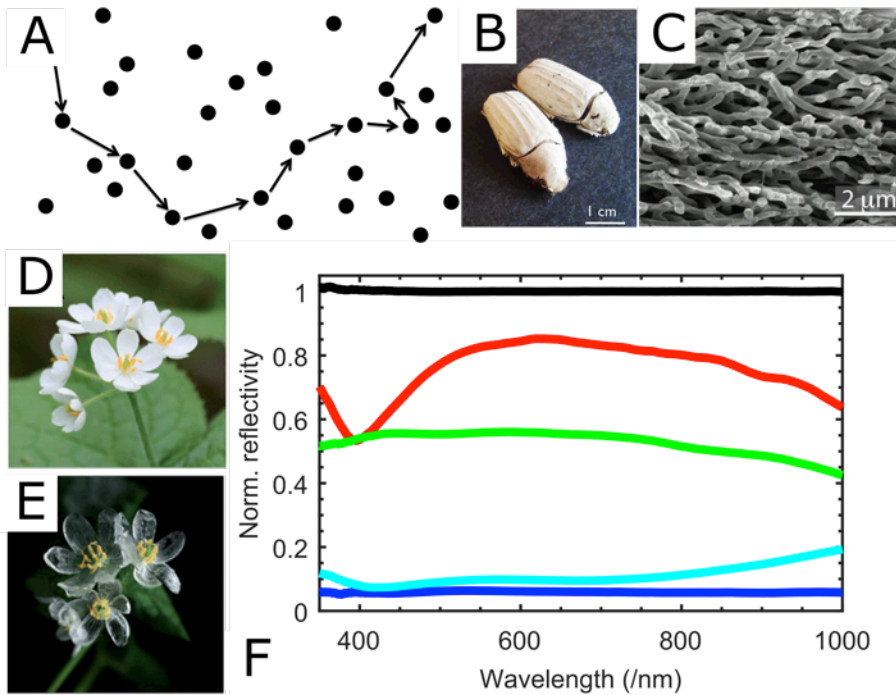 A
B
1 cm
C
2 µm
D
E
F
1
0.8
0.6
0.4
0.2
0
Norm. reflectivity
400 600 800 1000
Wavelength (/nm)